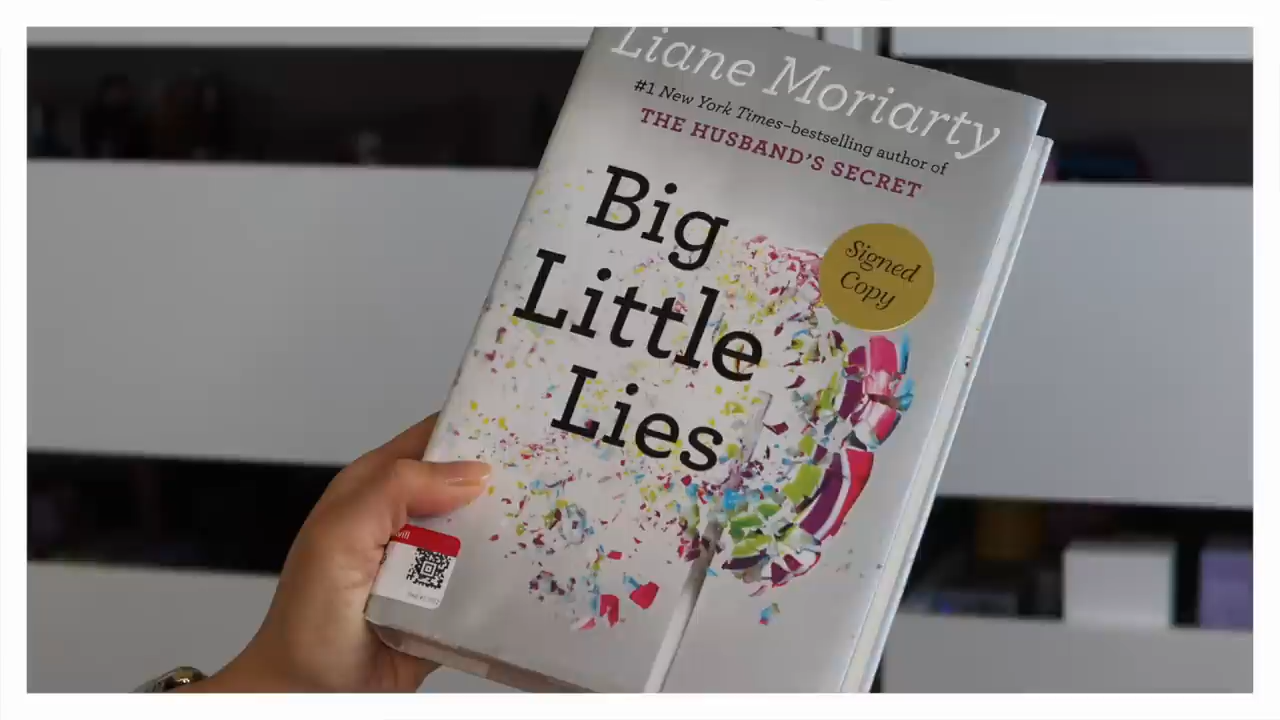 Liane Moriarty
#1 New York Times–bestselling author of
THE HUSBAND'S SECRET
Big
Little
Lies
Signed
Copy